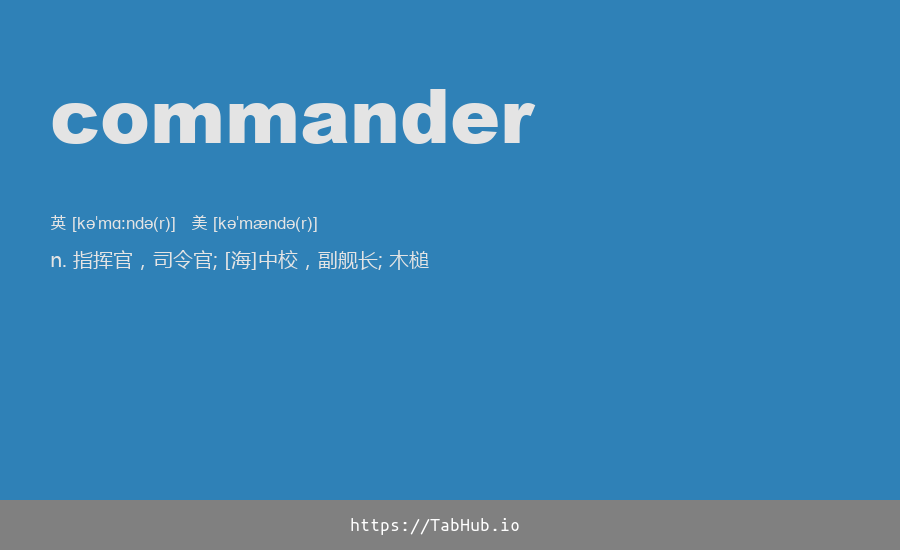 commander
英 [kəˈmɑːndə(r)] 美 [kəˈmændə(r)]
n. 指挥官，司令官; [海]中校，副舰长; 木槌
https://TabHub.io